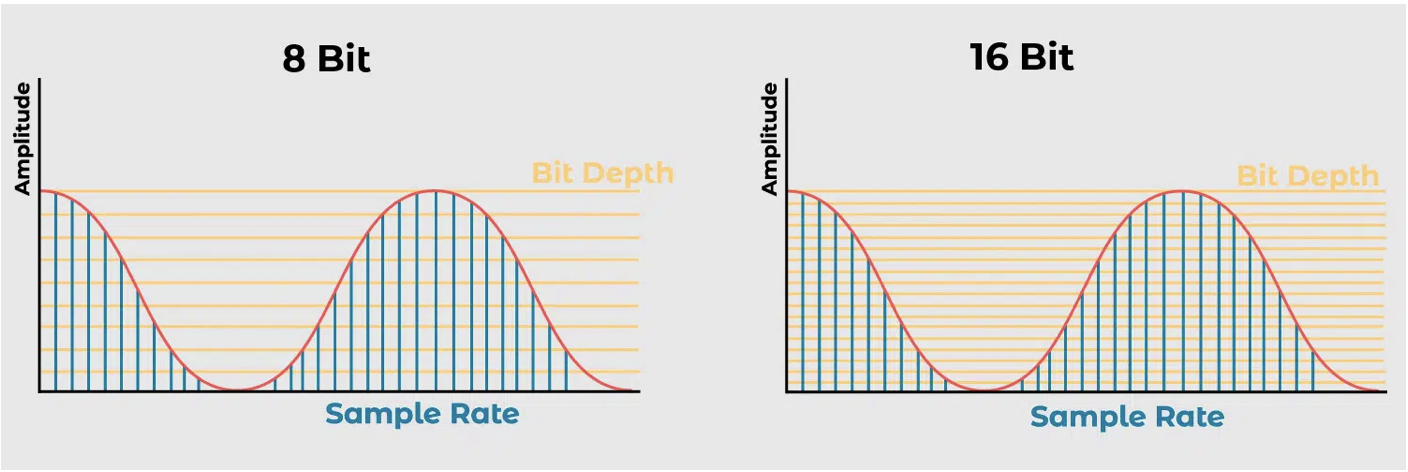 8 Bit
Amplitude
Bit Depth
Sample Rate
16 Bit
Amplitude
Bit Depth
Sample Rate